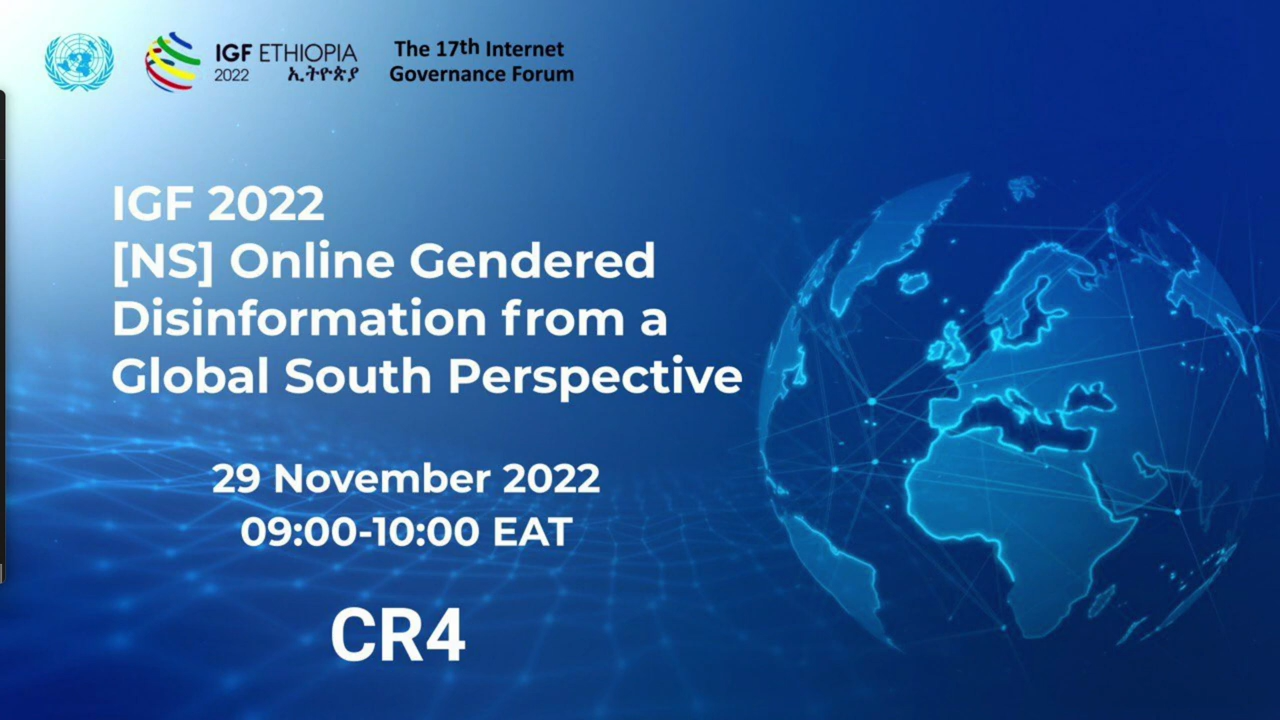 IGF ETHIOPIA
2022 ኢትዮጵያ
The 17th Internet
Governance Forum
IGF 2022
[NS] Online Gendered
Disinformation from a
Global South Perspective
29 November 2022
09:00-10:00 EAT
CR4